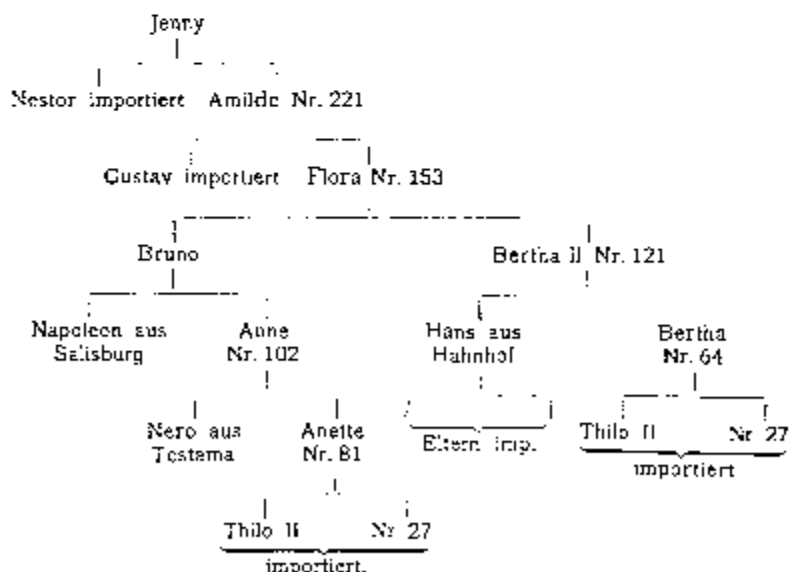 Jenny
Nestor importiert Amilde Nr. 221
Gustav importiert Flora Nr. 153
Bruno Bertha II Nr. 121
Napoleon aus Salisburg
Anne Nr. 102
Hans aus Hahnhof
Bertha Nr. 64
Nero aus
Anette Nr. 81
Eltern imp.
Thilo II Nr. 27
importiert
Thilo II Nr. 27
importiert.